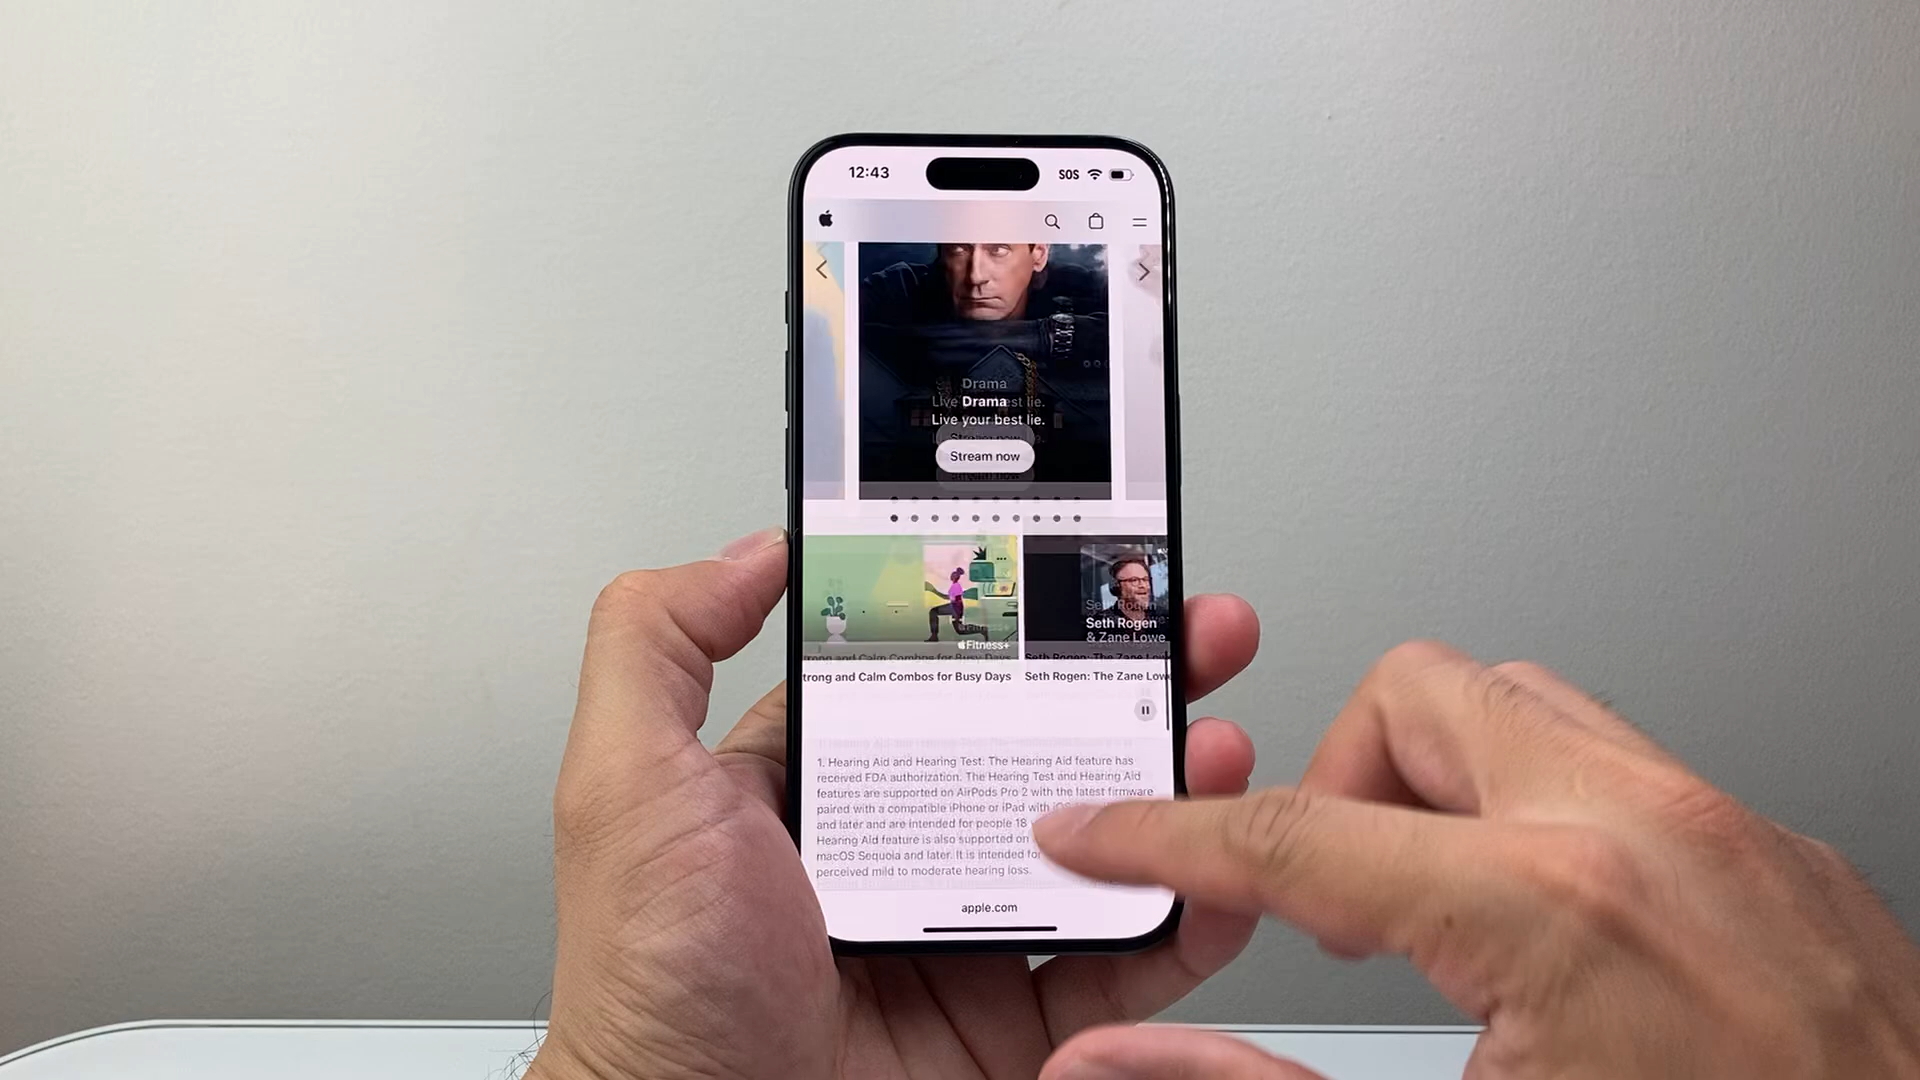 12:43
SOS
Drama
Live your best lie.
Stream now
Fitness+
Seth Rogen
& Zane Lowe
trong and Calm Combos for Busy Days
Seth Rogen: The Zane Low
1. Hearing Aid and Hearing Test: The Hearing Aid feature has
received FDA authorization. The Hearing Test and Hearing Aid
features are supported on AirPods Pro 2 with the latest firmware
paired with a compatible iPhone or iPad with iOS
and later and are intended for people 18
Hearing Aid feature is also supported on
macOS Sequoia and later. It is intended for
perceived mild to moderate hearing loss.
apple.com